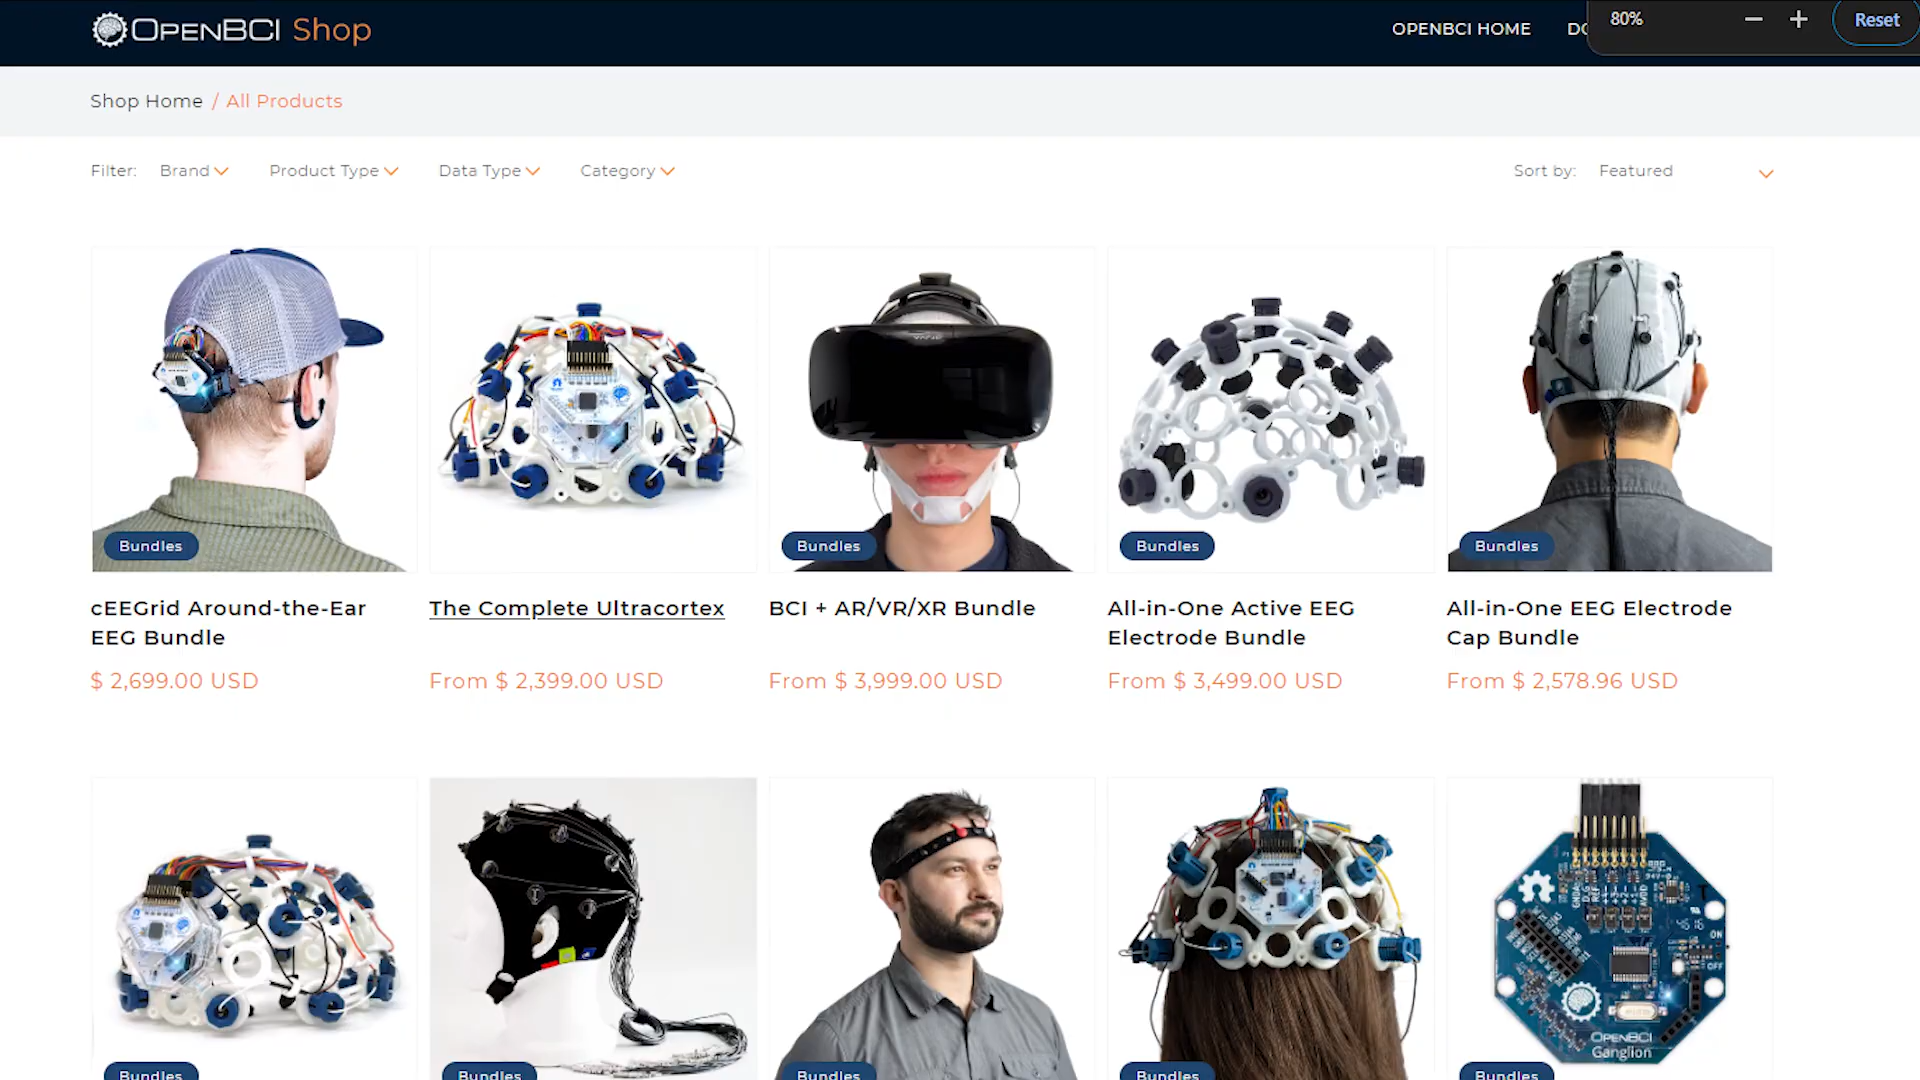 OPENBCI Shop
OPENBCI HOME
80%
Reset
Shop Home / All Products
Filter: Brand Product Type Data Type Category
Sort by: Featured
Bundles
Bundles
Bundles
Bundles
cEEGrid Around-the-Ear
EEG Bundle
The Complete Ultracortex
BCI + AR/VR/XR Bundle
All-in-One Active EEG
Electrode Bundle
All-in-One EEG Electrode
Cap Bundle
$ 2,699.00 USD
From $ 2,399.00 USD
From $ 3,999.00 USD
From $ 3,499.00 USD
From $ 2,578.96 USD
ON
OFF
OPENBCI
Ganglion
Bundles
Bundles
Bundles
Bundles
Bundles